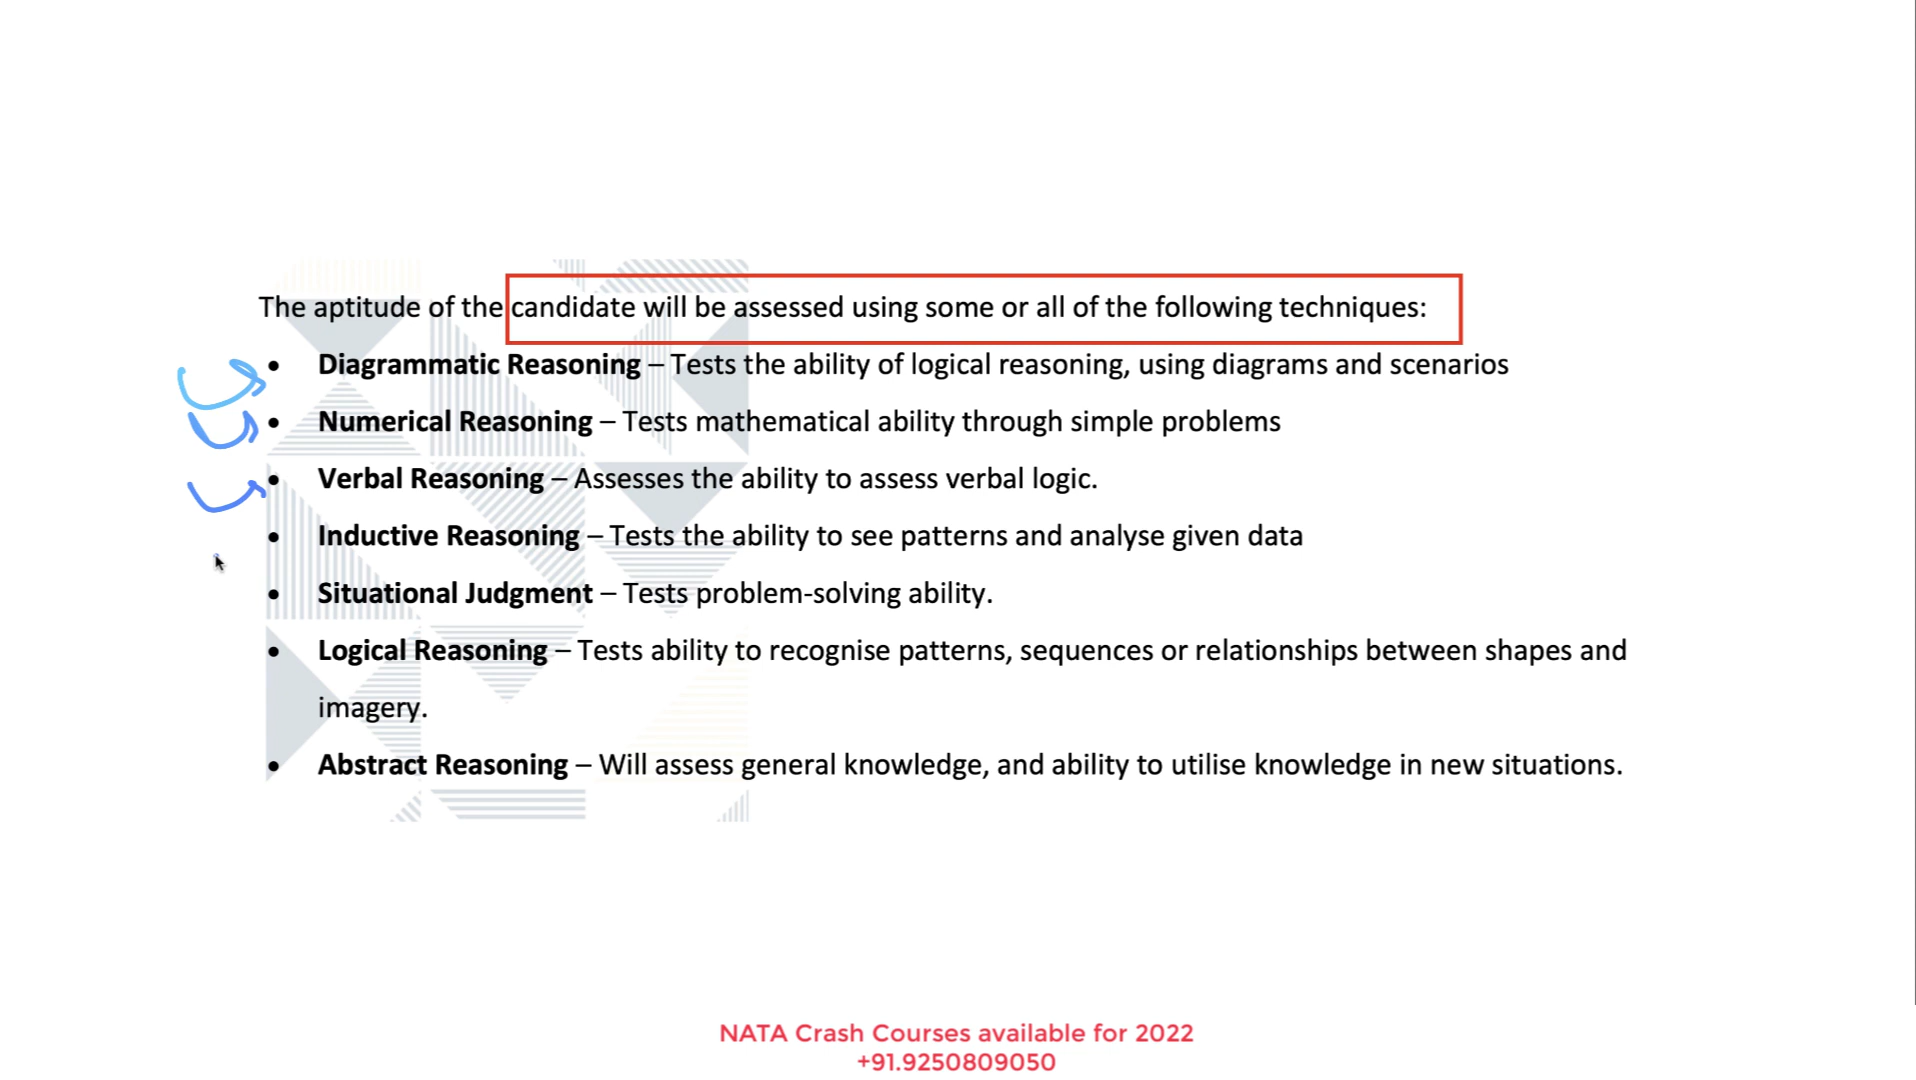 The aptitude of the candidate will be assessed using some or all of the following techniques:
• Diagrammatic Reasoning – Tests the ability of logical reasoning, using diagrams and scenarios
• Numerical Reasoning – Tests mathematical ability through simple problems
• Verbal Reasoning – Assesses the ability to assess verbal logic.
• Inductive Reasoning – Tests the ability to see patterns and analyse given data
• Situational Judgment – Tests problem-solving ability.
• Logical Reasoning – Tests ability to recognise patterns, sequences or relationships between shapes and
imagery.
• Abstract Reasoning – Will assess general knowledge, and ability to utilise knowledge in new situations.
NATA Crash Courses available for 2022
+91.9250809050